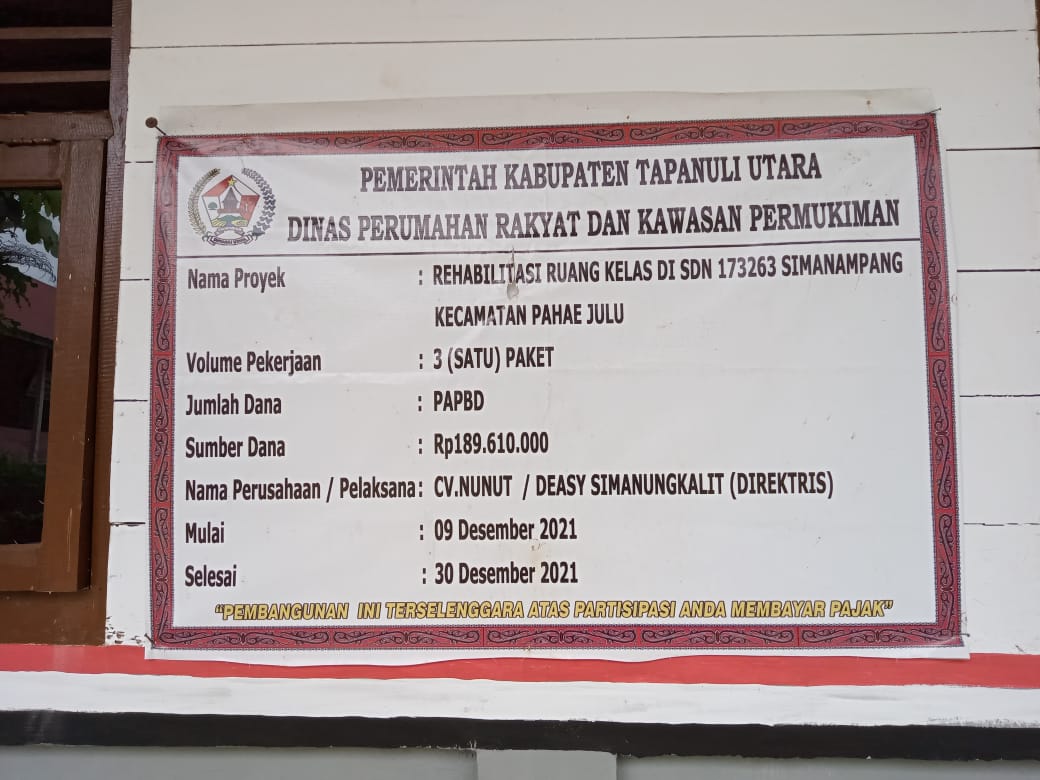 PEMERINTAH KABUPATEN TAPANULI UTARA
DINAS PERUMAHAN RAKYAT DAN KAWASAN PERMUKIMAN
Nama Proyek : REHABILITASI RUANG KELAS DI SDN 173263 SIMANAMPANG
KECAMATAN PAHAE JULU
Volume Pekerjaan : 3 (SATU) PAKET
Jumlah Dana : PAPBD
Sumber Dana : Rp189.610.000
Nama Perusahaan / Pelaksana : CV.NUNUT / DEASY SIMANUNGKALIT (DIREKTRIS)
Mulai : 09 Desember 2021
Selesai : 30 Desember 2021
"PEMBANGUNAN INI TERSELENGGARA ATAS PARTISIPASI ANDA MEMBAYAR PAJAK"